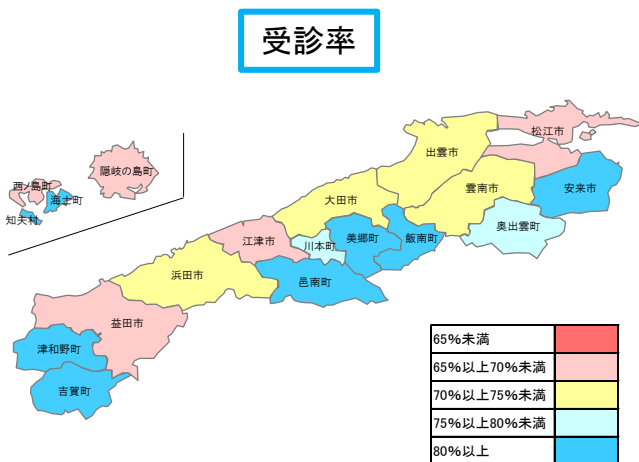 受診率
松江市
出雲市
隠岐の島町
西ノ島町
海士町
知夫村
雲南市
安来市
大田市
奥出雲町
美郷町
飯南町
江津市
川本町
浜田市
邑南町
益田市
津和野町
吉賀町
65%未満
65%以上70%未満
70%以上75%未満
75%以上80%未満
80%以上